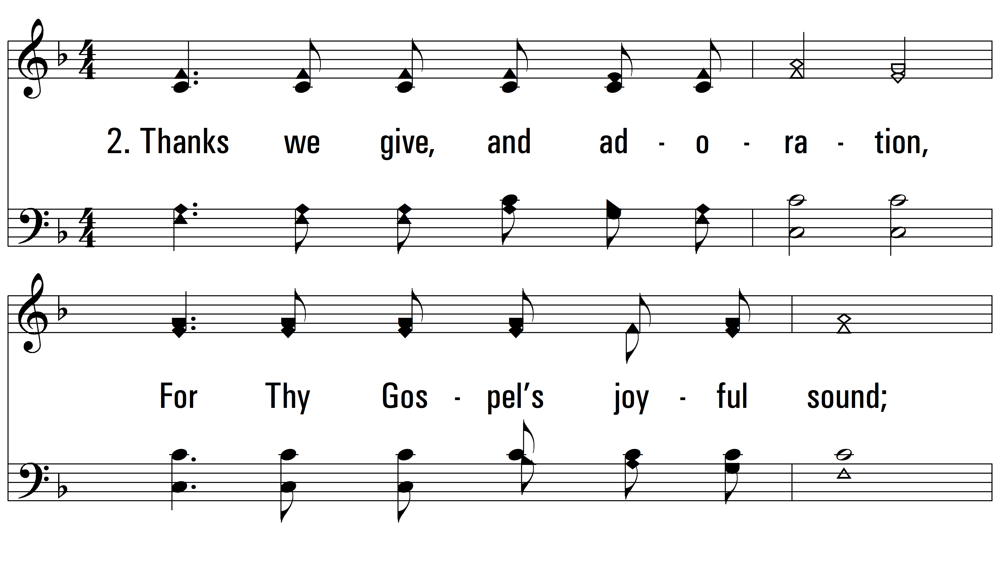 2. Thanks we give, and ad - o - ra - tion,
For Thy Gos - pel’s joy - ful sound;